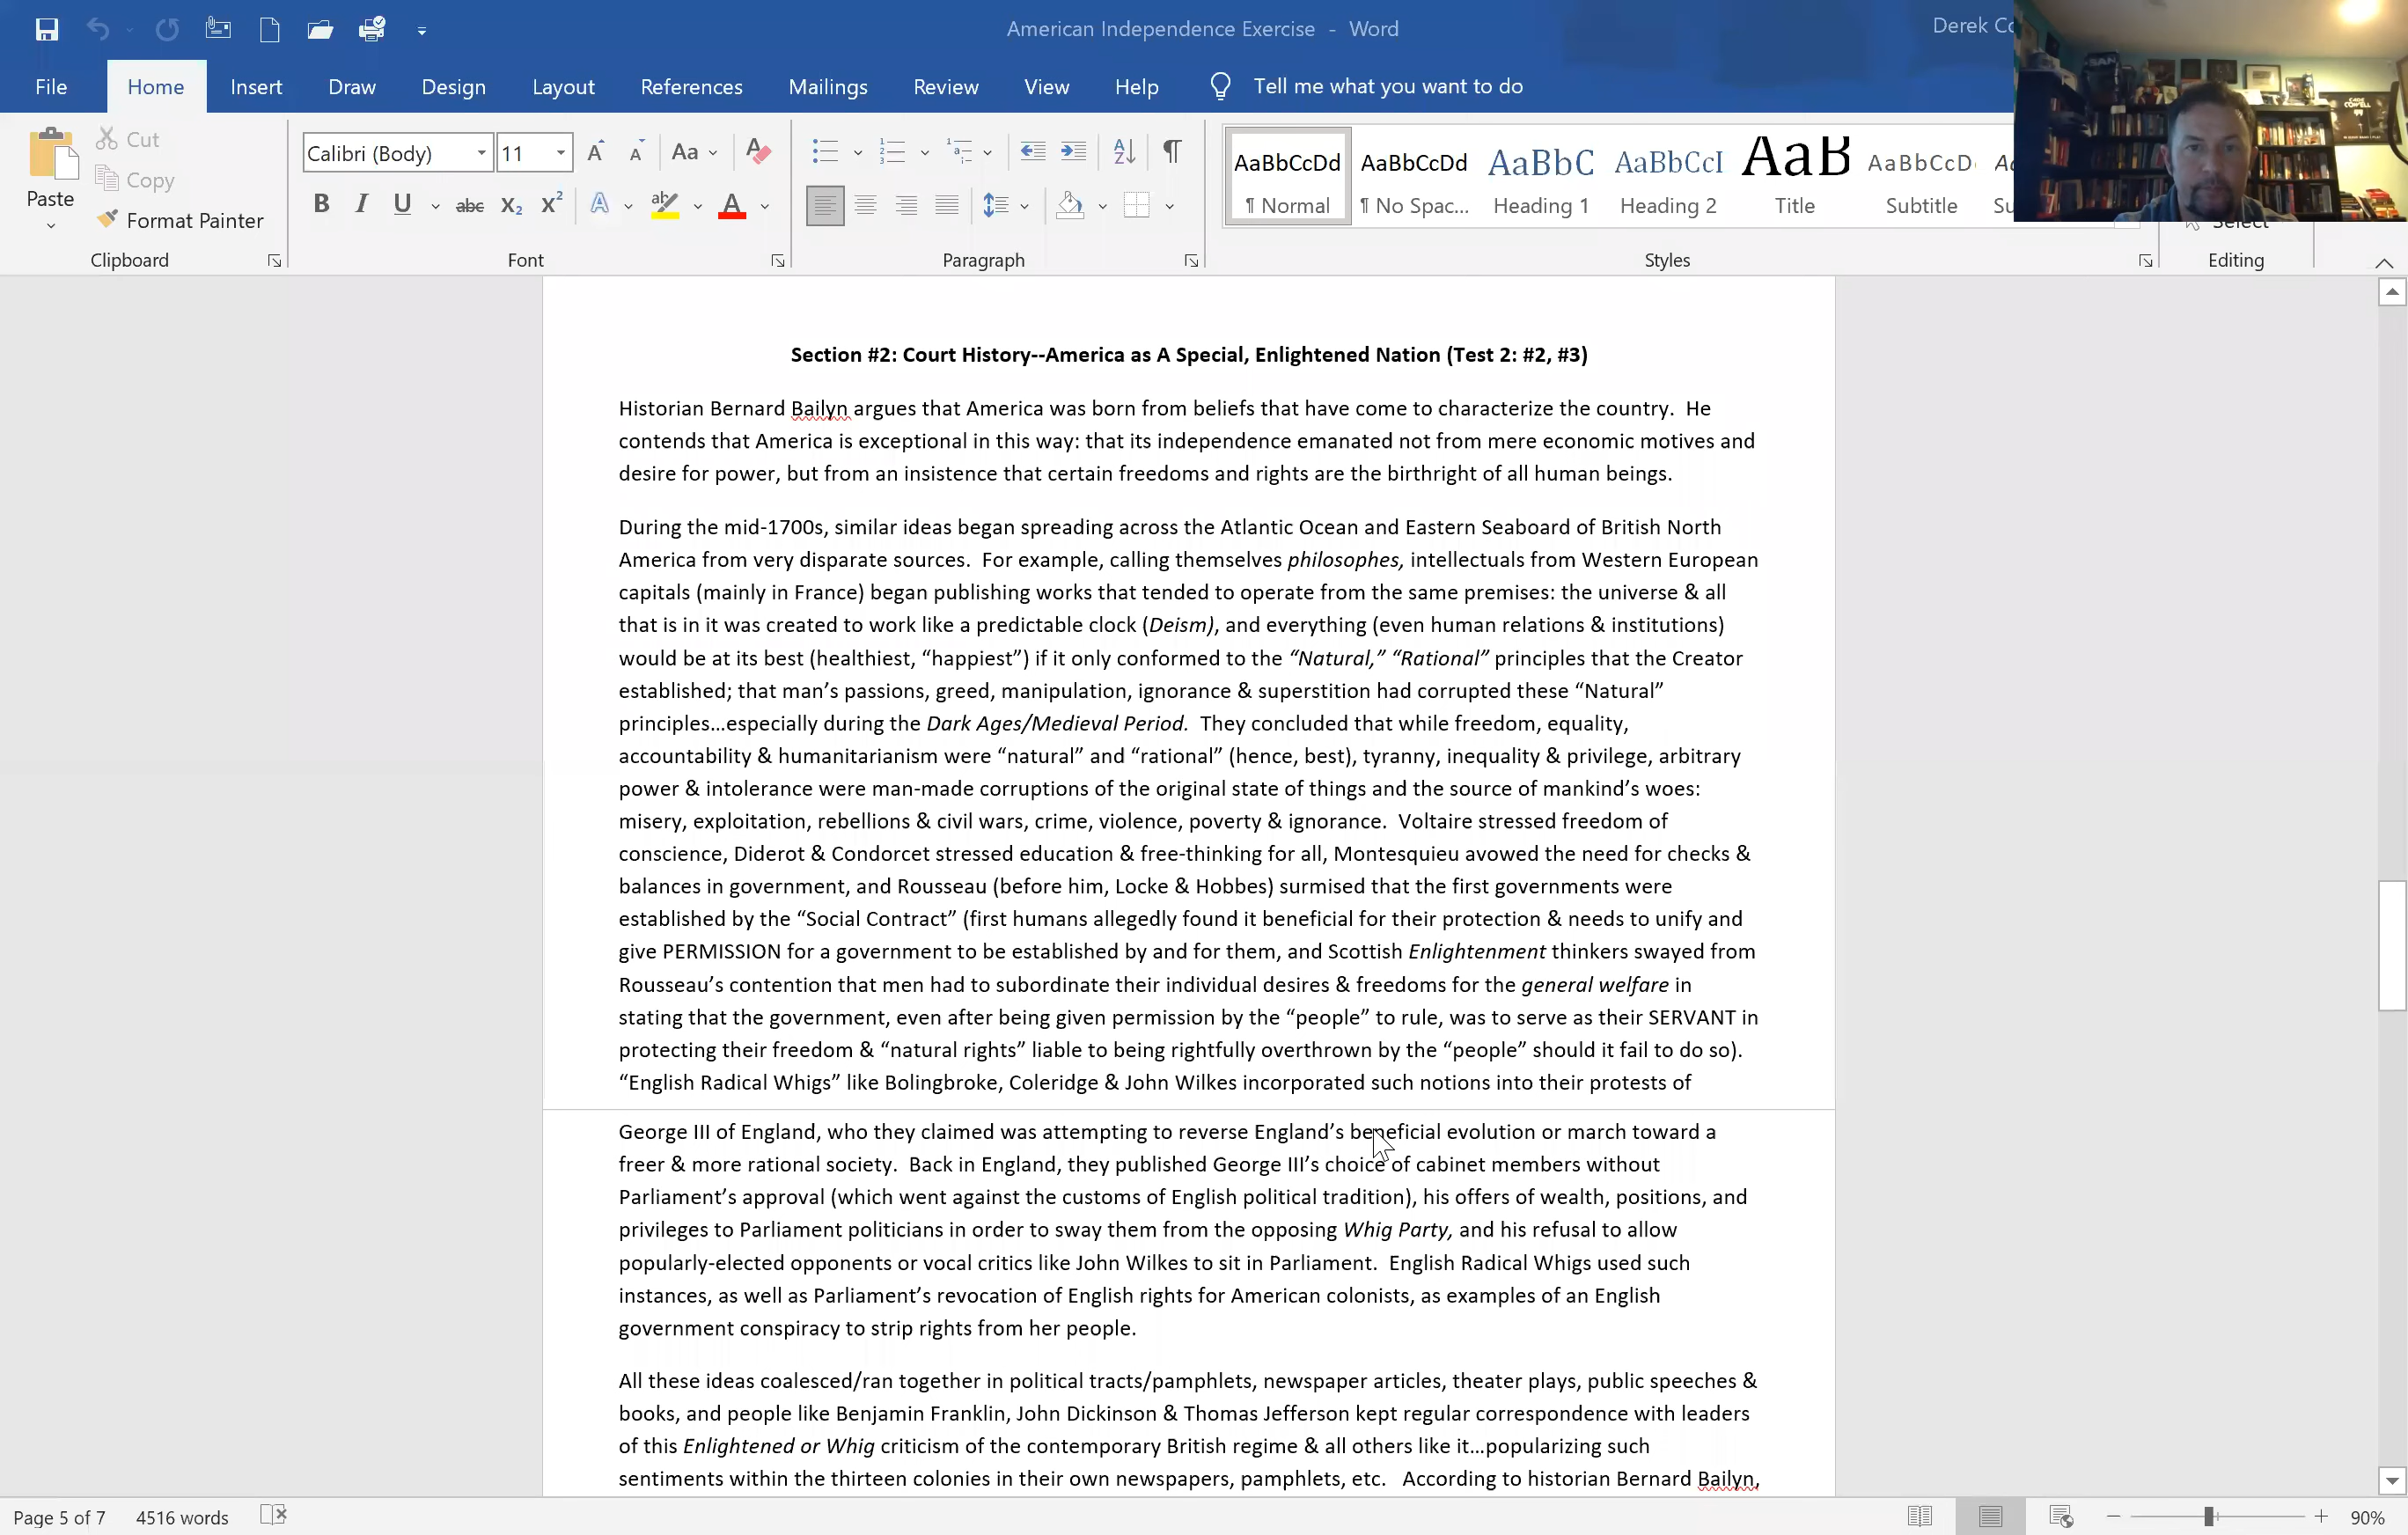 American Independence Exercise - Word
Derek Co
File Home Insert Draw Design Layout References Mailings Review View Help Tell me what you want to do
Paste
Cut
Copy
Format Painter
Clipboard
Calibri (Body) 11
Font
Paragraph
AaBbCcDd AaBbCcDd AaBbC AaBbCcI AaB AaBbCcD
¶ Normal ¶ No Spac... Heading 1 Heading 2 Title Subtitle Su
Styles
Select
Editing
Section #2: Court History--America as A Special, Enlightened Nation (Test 2: #2, #3)
Historian Bernard Bailyn argues that America was born from beliefs that have come to characterize the country. He
contends that America is exceptional in this way: that its independence emanated not from mere economic motives and
desire for power, but from an insistence that certain freedoms and rights are the birthright of all human beings.
During the mid-1700s, similar ideas began spreading across the Atlantic Ocean and Eastern Seaboard of British North
America from very disparate sources. For example, calling themselves philosophes, intellectuals from Western European
capitals (mainly in France) began publishing works that tended to operate from the same premises: the universe & all
that is in it was created to work like a predictable clock (Deism), and everything (even human relations & institutions)
would be at its best (healthiest, “happiest”) if it only conformed to the “Natural,” “Rational” principles that the Creator
established; that man’s passions, greed, manipulation, ignorance & superstition had corrupted these “Natural”
principles…especially during the Dark Ages/Medieval Period. They concluded that while freedom, equality,
accountability & humanitarianism were “natural” and “rational” (hence, best), tyranny, inequality & privilege, arbitrary
power & intolerance were man-made corruptions of the original state of things and the source of mankind’s woes:
misery, exploitation, rebellions & civil wars, crime, violence, poverty & ignorance. Voltaire stressed freedom of
conscience, Diderot & Condorcet stressed education & free-thinking for all, Montesquieu avowed the need for checks &
balances in government, and Rousseau (before him, Locke & Hobbes) surmised that the first governments were
established by the “Social Contract” (first humans allegedly found it beneficial for their protection & needs to unify and
give PERMISSION for a government to be established by and for them, and Scottish Enlightenment thinkers swayed from
Rousseau’s contention that men had to subordinate their individual desires & freedoms for the general welfare in
stating that the government, even after being given permission by the “people” to rule, was to serve as their SERVANT in
protecting their freedom & “natural rights” liable to being rightfully overthrown by the “people” should it fail to do so).
“English Radical Whigs” like Bolingbroke, Coleridge & John Wilkes incorporated such notions into their protests of
George III of England, who they claimed was attempting to reverse England’s beneficial evolution or march toward a
freer & more rational society. Back in England, they published George III’s choice of cabinet members without
Parliament’s approval (which went against the customs of English political tradition), his offers of wealth, positions, and
privileges to Parliament politicians in order to sway them from the opposing Whig Party, and his refusal to allow
popularly-elected opponents or vocal critics like John Wilkes to sit in Parliament. English Radical Whigs used such
instances, as well as Parliament’s revocation of English rights for American colonists, as examples of an English
government conspiracy to strip rights from her people.
All these ideas coalesced/ran together in political tracts/pamphlets, newspaper articles, theater plays, public speeches &
books, and people like Benjamin Franklin, John Dickinson & Thomas Jefferson kept regular correspondence with leaders
of this Enlightened or Whig criticism of the contemporary British regime & all others like it…popularizing such
sentiments within the thirteen colonies in their own newspapers, pamphlets, etc. According to historian Bernard Bailyn,
Page 5 of 7 4516 words 90%